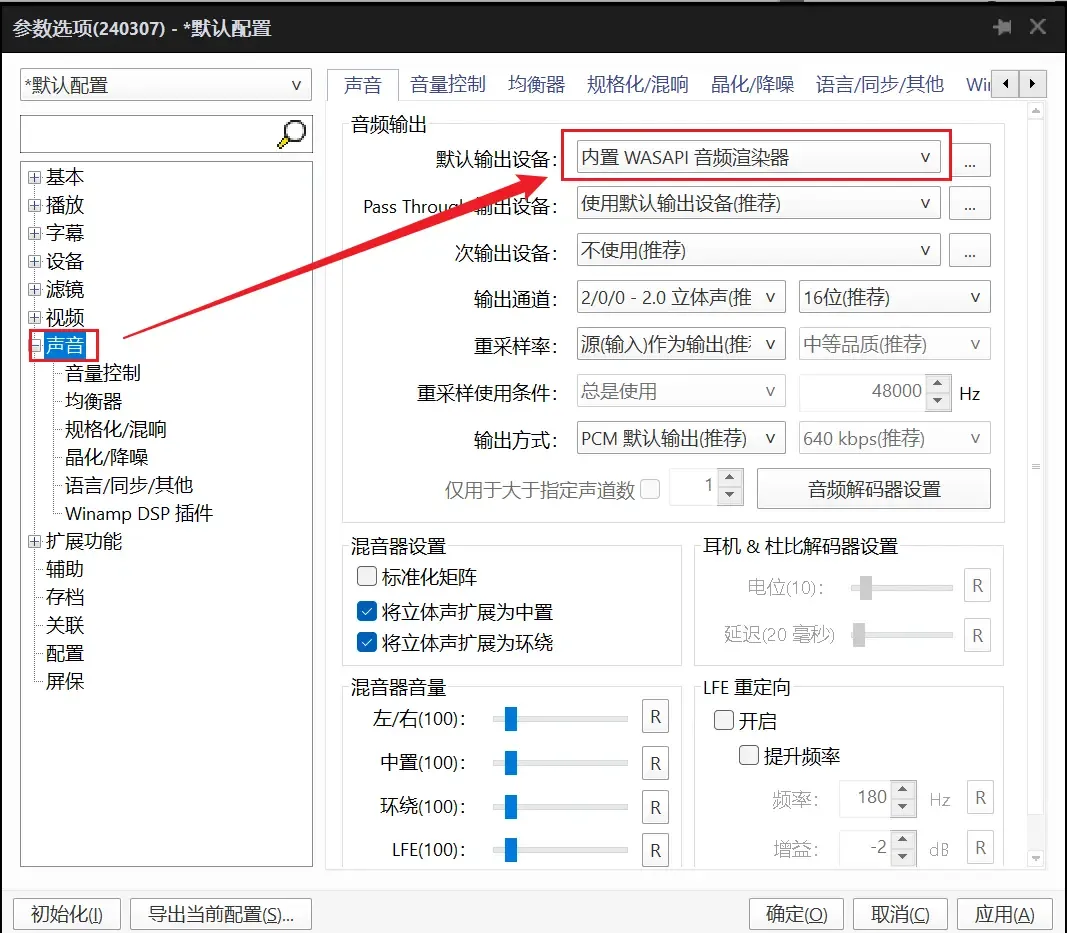 参数选项(240307) - *默认配置
*默认配置
基本
播放
字幕
设备
滤镜
视频
声音
音量控制
均衡器
规格化/混响
晶化/降噪
语言/同步/其他
Winamp DSP 插件
扩展功能
辅助
存档
关联
配置
屏保
声音 音量控制 均衡器 规格化/混响 晶化/降噪 语言/同步/其他 Win
音频输出
默认输出设备: 内置 WASAPI 音频渲染器 ...
Pass Through 输出设备: 使用默认输出设备(推荐) ...
次输出设备: 不使用(推荐) ...
输出通道: 2/0/0 - 2.0 立体声(推 16位(推荐)
重采样率: 源(输入)作为输出(推 中等品质(推荐)
重采样使用条件: 总是使用 48000 Hz
输出方式: PCM 默认输出(推荐) 640 kbps(推荐)
仅用于大于指定声道数 1 音频解码器设置
混音器设置
标准化矩阵
将立体声扩展为中置
将立体声扩展为环绕
耳机 & 杜比解码器设置
电位(10): R
延迟(20 毫秒) R
混音器音量
左/右(100): R
中置(100): R
环绕(100): R
LFE(100): R
LFE 重定向
开启
提升频率
频率: 180 Hz R
增益: -2 dB R
初始化(I) 导出当前配置(S)... 确定(O) 取消(C) 应用(A)